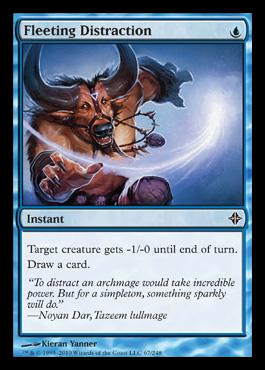 Fleeting Distraction
Instant
Target creature gets -1/-0 until end of turn.
Draw a card.
"To distract an archmage would take incredible
power. But for a simpleton, something sparkly
will do."
—Noyan Dar, Tazeem lullmage
Kieran Yanner
™ & © 1993–2010 Wizards of the Coast LLC 67/248